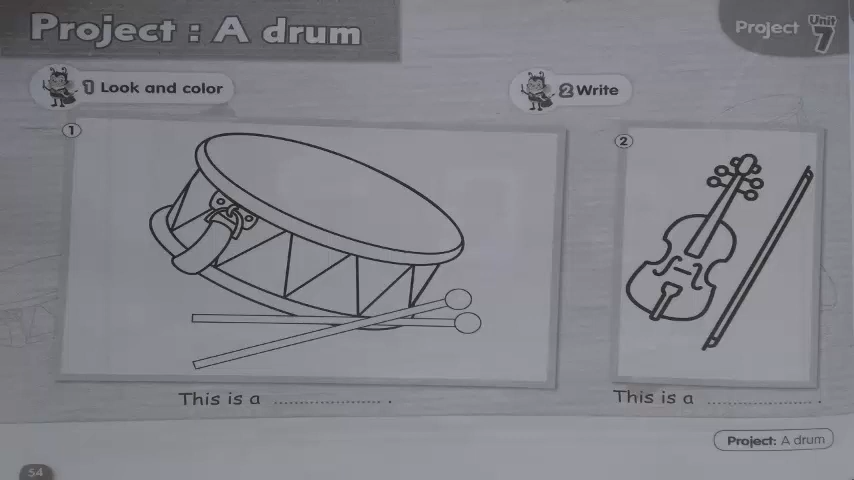 Project : A drum
Project Unit 7
1 Look and color
2 Write
1
2
This is a .................... .
This is a .................... .
Project: A drum
54